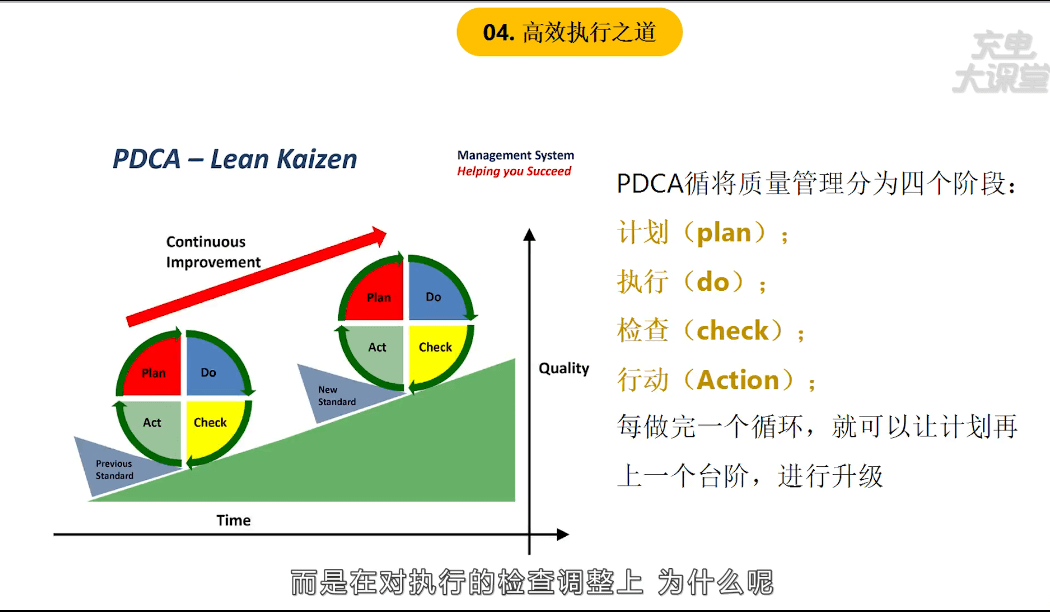 04. 高效执行之道
充电
大课堂
PDCA – Lean Kaizen
Management System
Helping you Succeed
Continuous
Improvement
Plan
Do
Act
Check
Plan
Do
Act
Check
Previous
Standard
New
Standard
Quality
Time
PDCA循将质量管理分为四个阶段：
计划（plan）；
执行（do）；
检查（check）；
行动（Action）；
每做完一个循环，就可以让计划再
上一个台阶，进行升级
而是在对执行的检查调整上 为什么呢